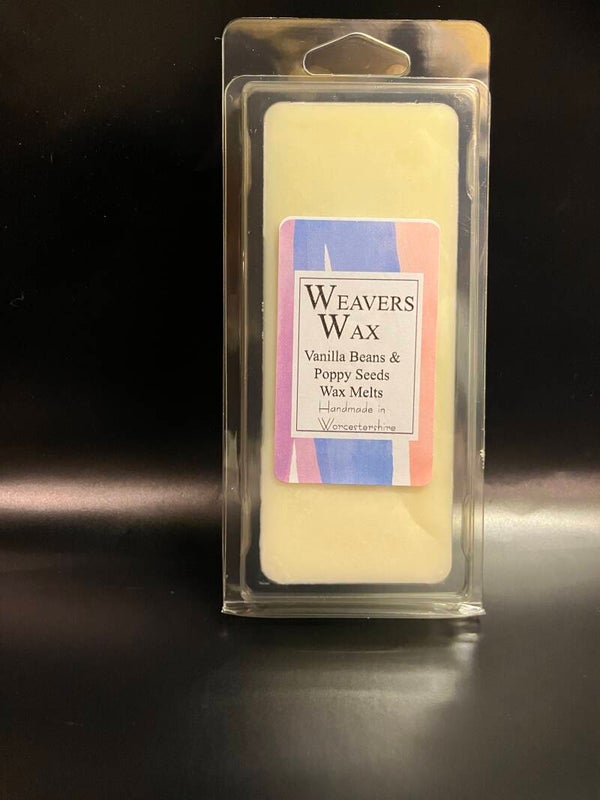 WEAVERS
WAX
Vanilla Beans &
Poppy Seeds
Wax Melts
Handmade in
Worcestershire